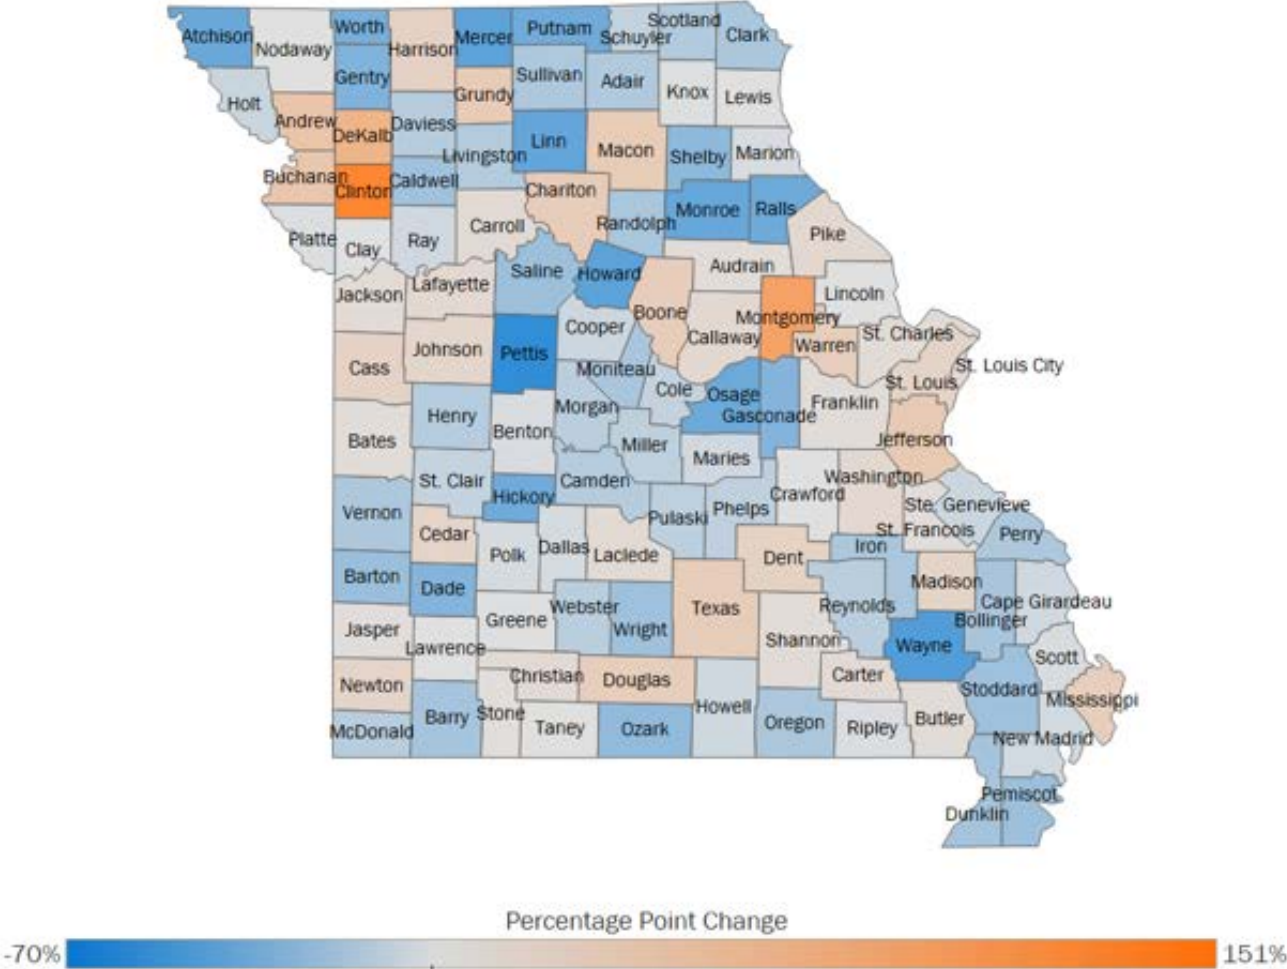 Atchison
Nodaway
Worth
Harrison
Mercer
Putnam
Schuyler
Scotland
Clark
Gentry
Sullivan
Adair
Knox
Lewis
Holt
Andrew
DeKalb
Daviess
Grundy
Livingston
Linn
Macon
Shelby
Marion
Buchanan
Clinton
Caldwell
Chariton
Randolph
Monroe
Ralls
Platte
Clay
Ray
Carroll
Pike
Saline
Howard
Audrain
Jackson
Lafayette
Boone
Callaway
Montgomery
Lincoln
Cooper
Warren
St. Charles
St. Louis City
Cass
Johnson
Pettis
Moniteau
Cole
Osage
Gasconade
Franklin
St. Louis
Henry
Morgan
Bates
Benton
Miller
Maries
Jefferson
St. Clair
Camden
Crawford
Washington
Hickory
Vernon
Pulaski
Phelps
Ste. Genevieve
Cedar
St. Francois
Perry
Polk
Dallas
Laclede
Dent
Iron
Barton
Dade
Madison
Webster
Texas
Reynolds
Cape Girardeau
Bollinger
Jasper
Greene
Wright
Lawrence
Shannon
Wayne
Scott
Newton
Christian
Douglas
Carter
Stoddard
Mississippi
McDonald
Barry
Stone
Taney
Ozark
Howell
Oregon
Ripley
Butler
New Madrid
Pemiscot
Dunklin
Percentage Point Change
-70%
151%